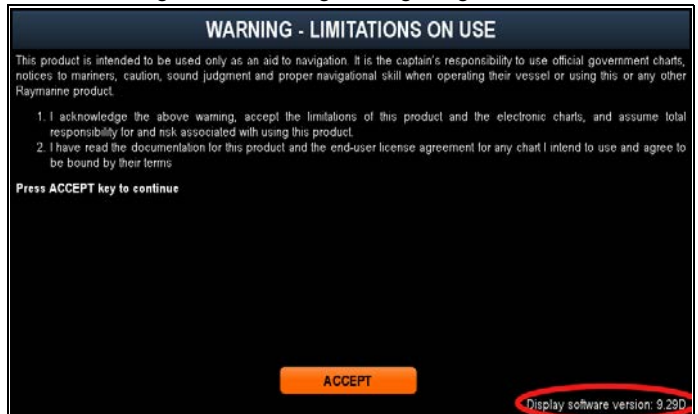 WARNING - LIMITATIONS ON USE
This product is intended to be used only as an aid to navigation. It is the captain's responsibility to use official government charts,
notices to mariners, caution, sound judgment and proper navigational skill when operating their vessel or using this or any other
Raymarine product.
1. I acknowledge the above warning, accept the limitations of this product and the electronic charts, and assume total
responsibility for and risk associated with using this product.
2. I have read the documentation for this product and the end-user license agreement for any chart I intend to use and agree to
be bound by their terms
Press ACCEPT key to continue
ACCEPT
Display software version: 9.29D